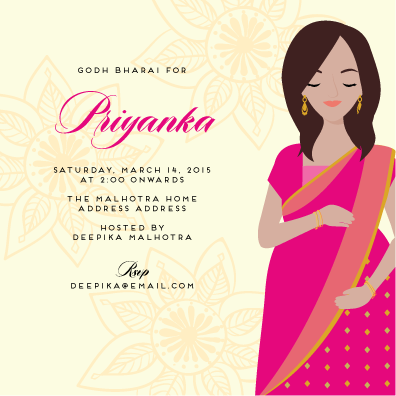 GODH BHARAI FOR
Priyanka
SATURDAY, MARCH 14, 2015
AT 2:00 ONWARDS
THE MALHOTRA HOME
ADDRESS ADDRESS
HOSTED BY
DEEPIKA MALHOTRA
Rsvp
DEEPIKA@EMAIL.COM